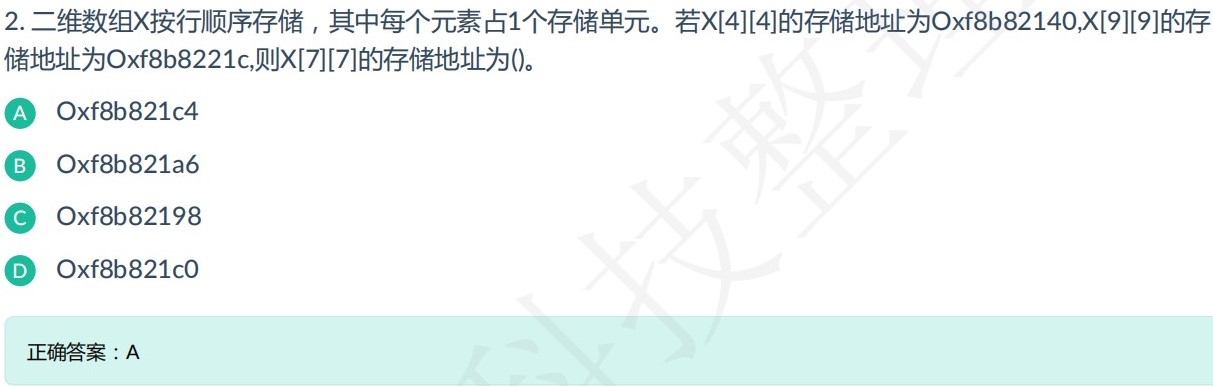 2. 二维数组X按行顺序存储，其中每个元素占1个存储单元。若X[4][4]的存储地址为Oxf8b82140,X[9][9]的存
储地址为Oxf8b8221c,则X[7][7]的存储地址为()。
A Oxf8b821c4
B Oxf8b821a6
C Oxf8b82198
D Oxf8b821c0
正确答案：A
科技整理